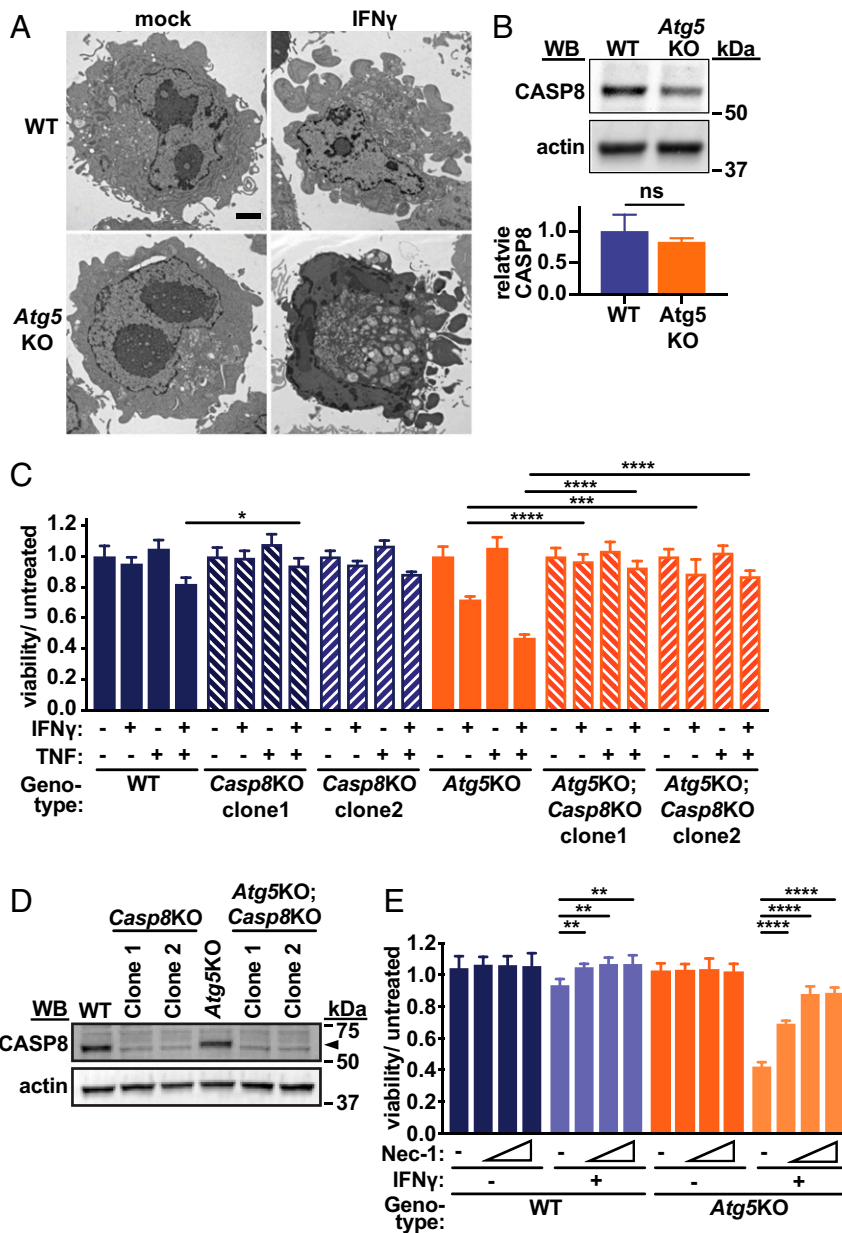 A
mock
IFNγ
WT
Atg5
KO
B
WB
WT
Atg5
KO
kDa
CASP8
50
actin
37
ns
relatvie
CASP8
1.0
0.5
0.0
WT
Atg5
KO
C
viability/ untreated
1.2
1.0
0.8
0.6
0.4
0.2
0.0
*
****
***
****
****
IFNγ: - + - + - + - + - + - + - + - + - + - + - + - +
TNF: - - + + - - + + - - + + - - + + - - + + - - + +
Geno-
type:
WT
Casp8KO
clone1
Casp8KO
clone2
Atg5KO
Atg5KO;
Casp8KO
clone1
Atg5KO;
Casp8KO
clone2
D
Casp8KO
Atg5KO;
Casp8KO
WB
WT
Clone 1
Clone 2
Atg5KO
Clone 1
Clone 2
kDa
75
CASP8
50
actin
37
E
viability/ untreated
1.2
1.0
0.8
0.6
0.4
0.2
0.0
**
**
**
****
****
****
Nec-1: - - - -
IFNγ: - + - +
Geno-
type:
WT
Atg5KO